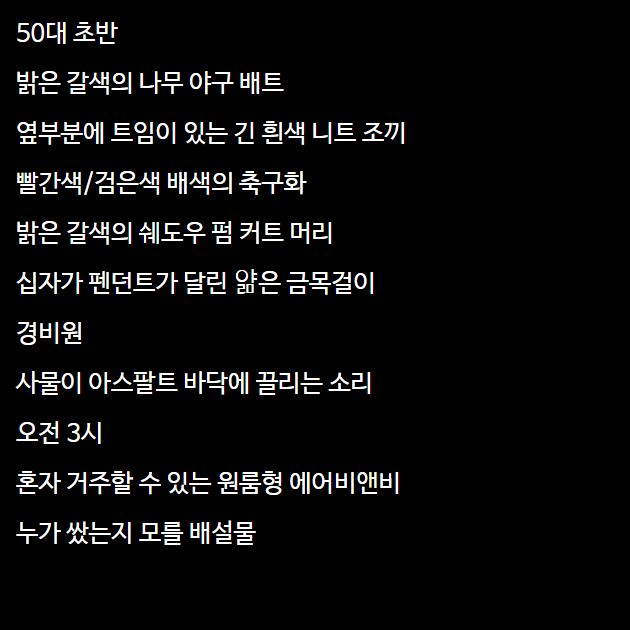 50대 초반
밝은 갈색의 나무 야구 배트
옆부분에 트임이 있는 긴 흰색 니트 조끼
빨간색/검은색 배색의 축구화
밝은 갈색의 쉐도우 펌 커트 머리
십자가 펜던트가 달린 얆은 금목걸이
경비원
사물이 아스팔트 바닥에 끌리는 소리
오전 3시
혼자 거주할 수 있는 원룸형 에어비앤비
누가 쌌는지 모를 배설물